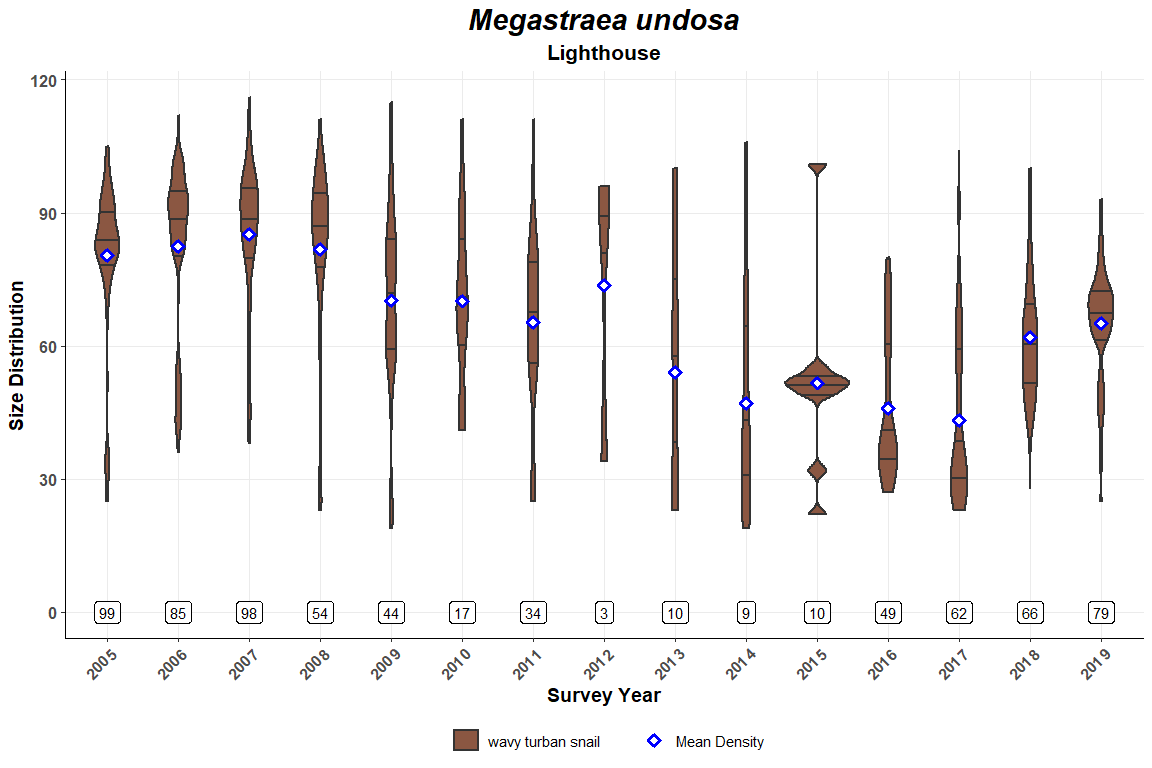 Megastraea undosa
Lighthouse
Size Distribution
120
90
60
30
0
99 85 98 54 44 17 34 3 10 9 10 49 62 66 79
2005 2006 2007 2008 2009 2010 2011 2012 2013 2014 2015 2016 2017 2018 2019
Survey Year
wavy turban snail Mean Density